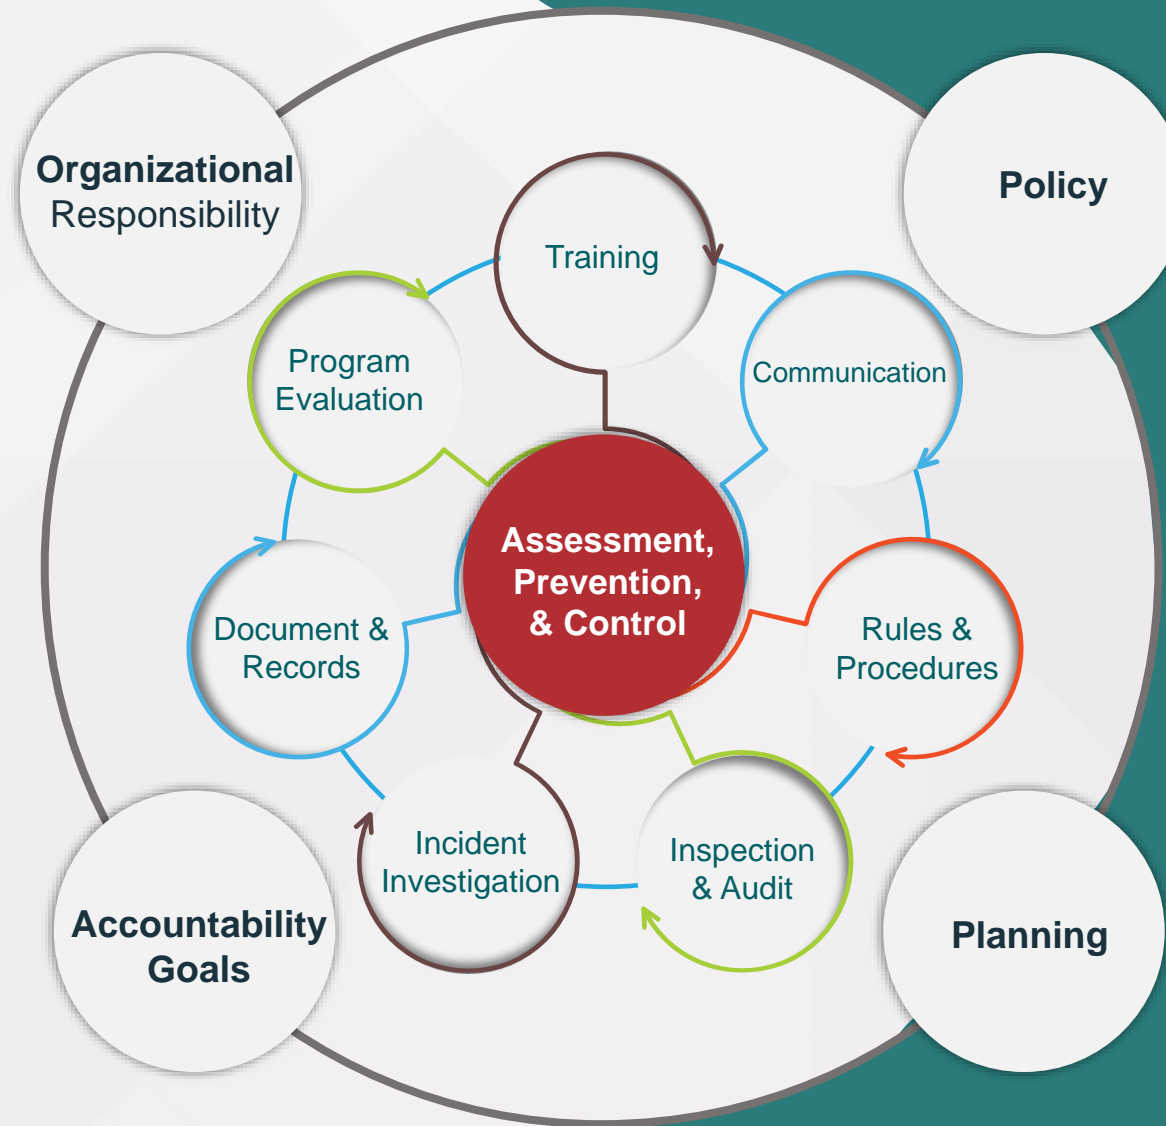 Organizational
Responsibility
Policy
Training
Program
Evaluation
Communication
Assessment,
Prevention,
& Control
Document &
Records
Rules &
Procedures
Incident
Investigation
Inspection
& Audit
Accountability
Goals
Planning